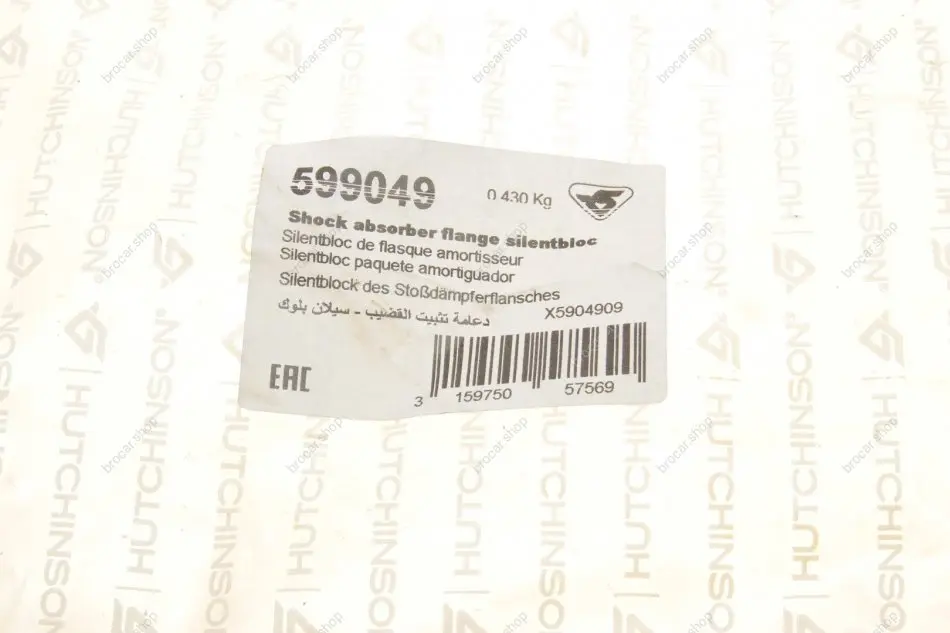 599049
0.430 Kg
Shock absorber flange silentbloc
Silentbloc de flasque amortisseur
Silentbloc paquete amortiguador
Silentblock des Stoßdämpferflansches
دعامة تثبيت القضيب - سيلان بلوك
X5904909
EAC
3 159750 57569
HUTCHINSON
brocar.shop